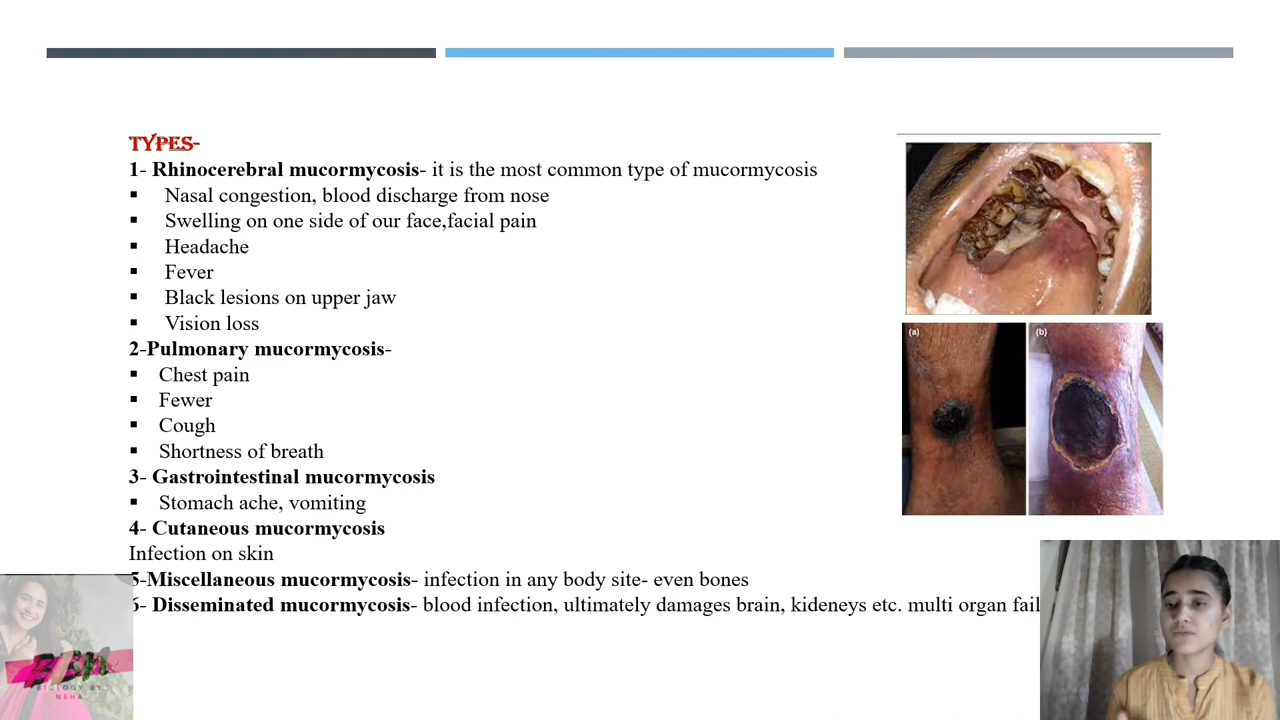 TYPES-
1- Rhinocerebral mucormycosis- it is the most common type of mucormycosis
▪ Nasal congestion, blood discharge from nose
▪ Swelling on one side of our face,facial pain
▪ Headache
▪ Fever
▪ Black lesions on upper jaw
▪ Vision loss
2-Pulmonary mucormycosis-
▪ Chest pain
▪ Fewer
▪ Cough
▪ Shortness of breath
3- Gastrointestinal mucormycosis
▪ Stomach ache, vomiting
4- Cutaneous mucormycosis
Infection on skin
5-Miscellaneous mucormycosis- infection in any body site- even bones
6- Disseminated mucormycosis- blood infection, ultimately damages brain, kideneys etc. multi organ fail
(a)
(b)
BBN
BIOLOGY BY
NEHA